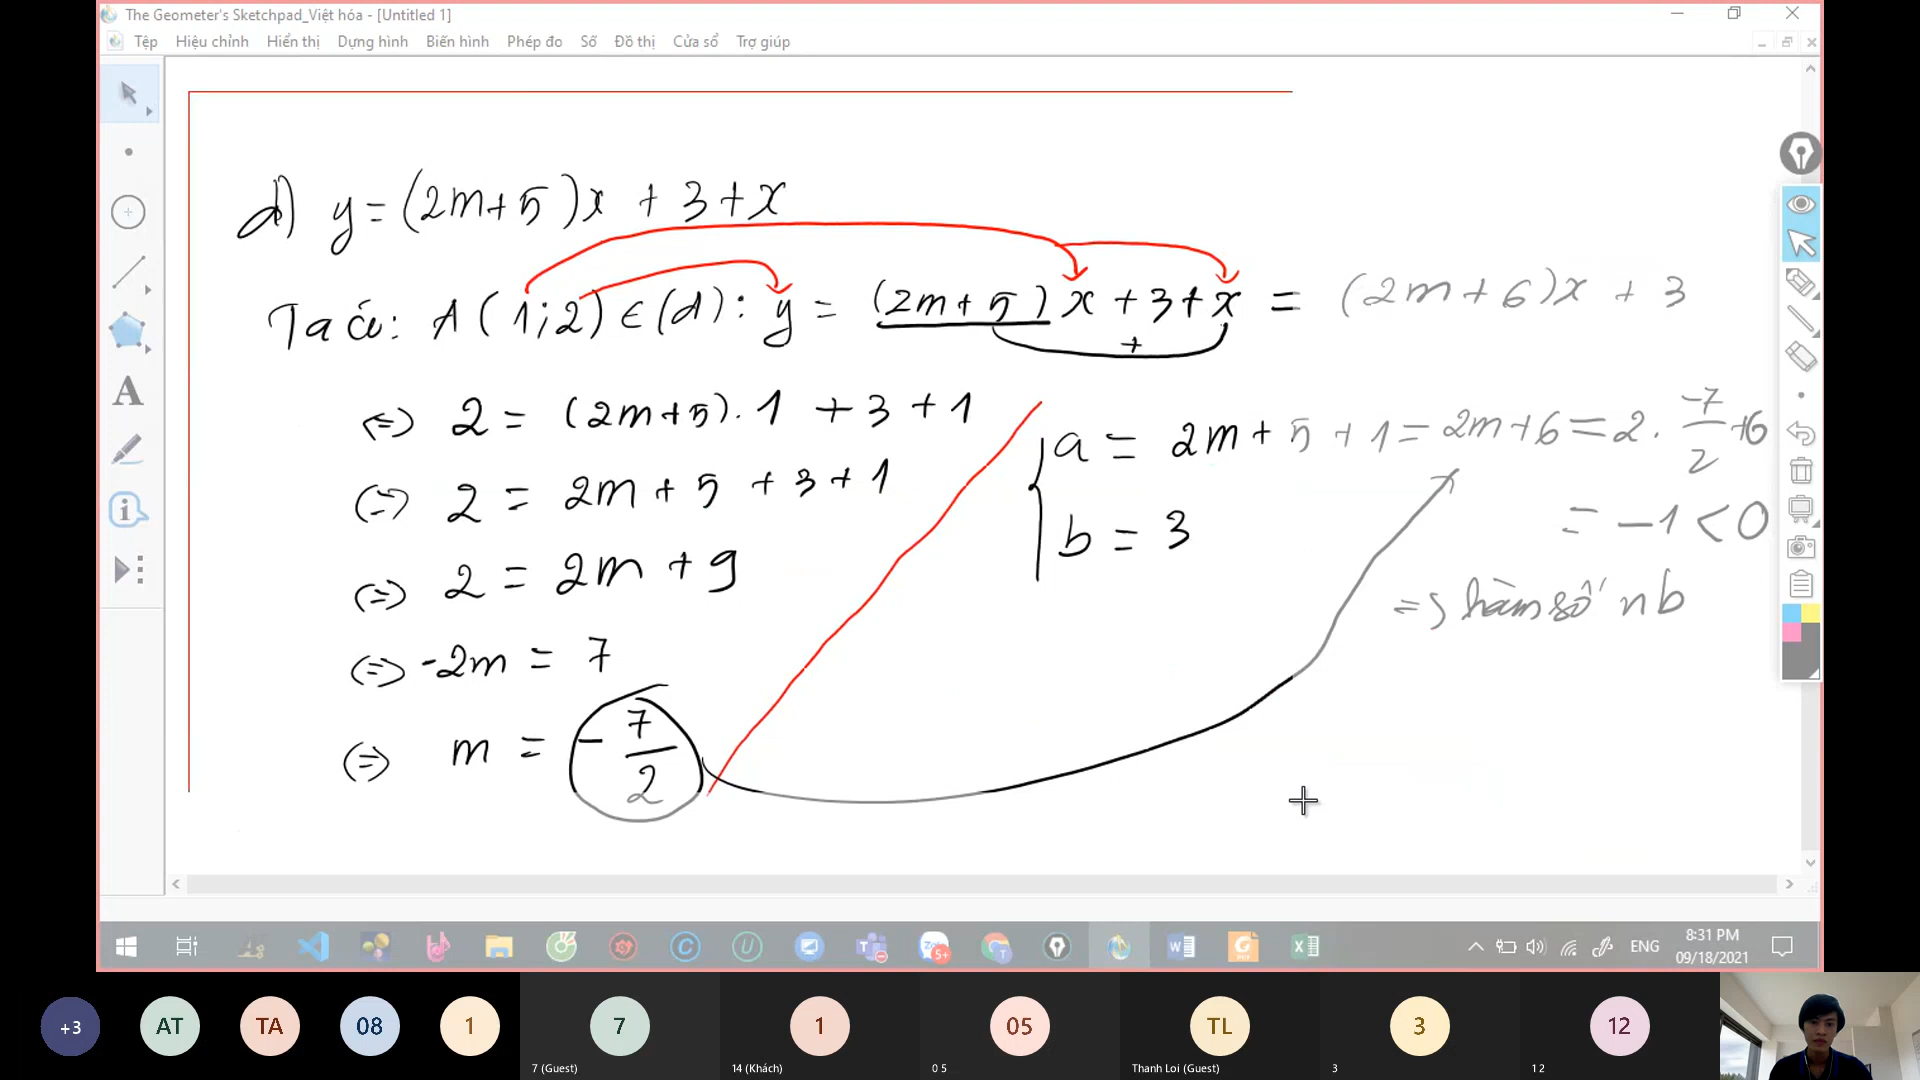 The Geometer's Sketchpad_Việt hóa - [Untitled 1]
Tệp Hiệu chỉnh Hiển thị Dựng hình Biến hình Phép đo Số Đồ thị Cửa sổ Trợ giúp
d) y = (2m+5)x + 3 + x
Ta có: A(1;2) ∈ (d): y = (2m+5)x + 3 + x = (2m+6)x + 3
+
⇔ 2 = (2m+5).1 + 3 + 1
⇔ 2 = 2m + 5 + 3 + 1
⇔ 2 = 2m + 9
⇔ -2m = 7
⇔ m = -7/2
a = 2m + 5 + 1 = 2m + 6 = 2 . -7/2 + 6
= -1 < 0
b = 3
=> hàm số nb
A
ENG
8:31 PM
09/18/2021
+3 AT TA 08 1 7 1 05 TL 3 12
7 (Guest) 14 (Khách) 0 5 Thanh Loi (Guest) 3 1 2